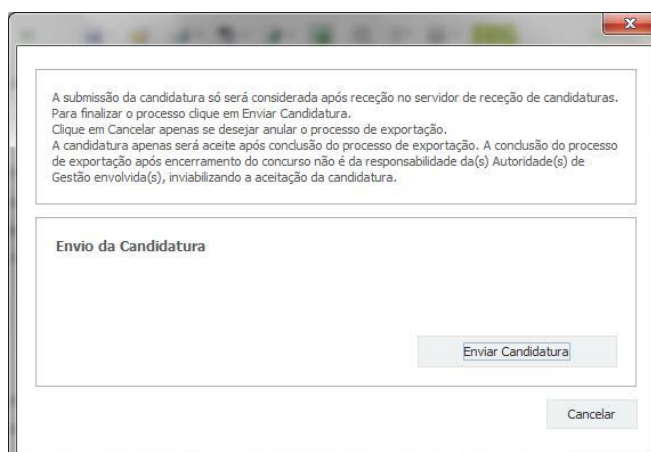 A submissão da candidatura só será considerada após receção no servidor de receção de candidaturas.
Para finalizar o processo clique em Enviar Candidatura.
Clique em Cancelar apenas se desejar anular o processo de exportação.
A candidatura apenas será aceite após conclusão do processo de exportação. A conclusão do processo
de exportação após encerramento do concurso não é da responsabilidade da(s) Autoridade(s) de
Gestão envolvida(s), inviabilizando a aceitação da candidatura.
Envio da Candidatura
Enviar Candidatura
Cancelar